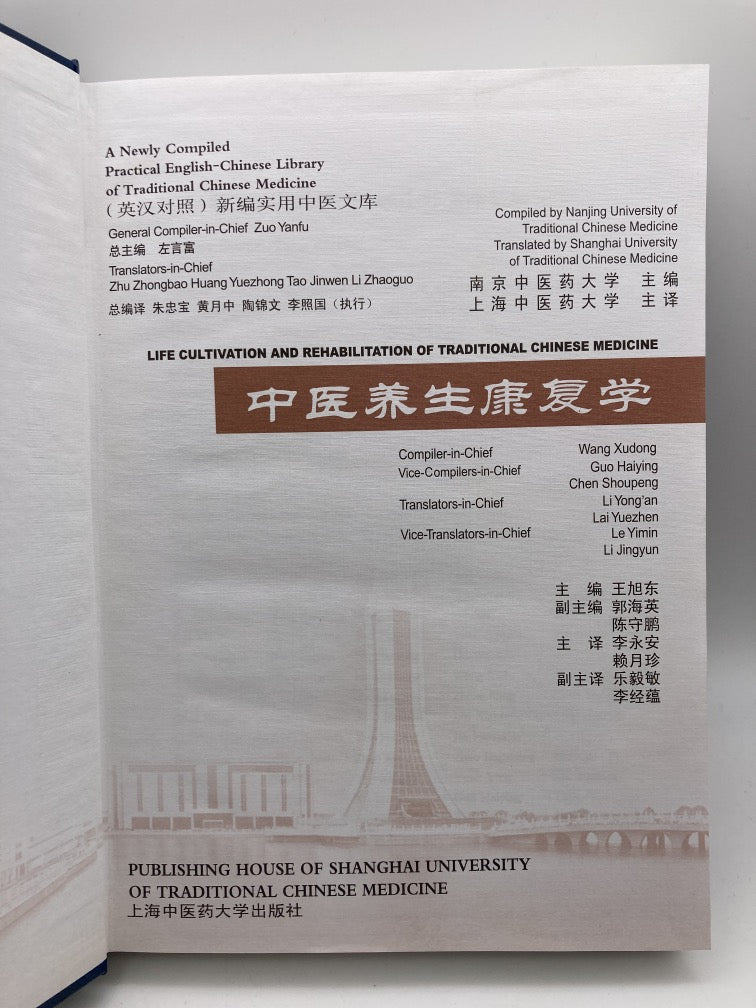 A Newly Compiled
Practical English-Chinese Library
of Traditional Chinese Medicine
（英汉对照）新编实用中医文库
General Compiler-in-Chief Zuo Yanfu
总主编 左言富
Translators-in-Chief
Zhu Zhongbao Huang Yuezhong Tao Jinwen Li Zhaoguo
总编译 朱忠宝 黄月中 陶锦文 李照国（执行）
Compiled by Nanjing University of
Traditional Chinese Medicine
Translated by Shanghai University
of Traditional Chinese Medicine
南京中医药大学 主编
上海中医药大学 主译
LIFE CULTIVATION AND REHABILITATION OF TRADITIONAL CHINESE MEDICINE
中医养生康复学
Compiler-in-Chief Wang Xudong
Vice-Compilers-in-Chief Guo Haiying
Chen Shoupeng
Translators-in-Chief Li Yong'an
Lai Yuezhen
Vice-Translators-in-Chief Le Yimin
Li Jingyun
主 编 王旭东
副主编 郭海英
陈守鹏
主 译 李永安
赖月珍
副主译 乐毅敏
李经蕴
PUBLISHING HOUSE OF SHANGHAI UNIVERSITY
OF TRADITIONAL CHINESE MEDICINE
上海中医药大学出版社